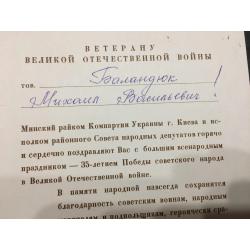 ВЕТЕРАНУ
ВЕЛИКОЙ ОТЕЧЕСТВЕННОЙ ВОЙНЫ
тов. Баландюк
Михаил Васильевич!
Минский райком Компартии Украины г. Киева и ис-
полком районного Совета народных депутатов горячо
и сердечно поздравляют Вас с большим всенародным
праздником — 35-летием Победы советского народа
в Великой Отечественной войне.
В памяти народной навсегда сохранится
благодарность советским воинам, народным
и подпольщикам, героически